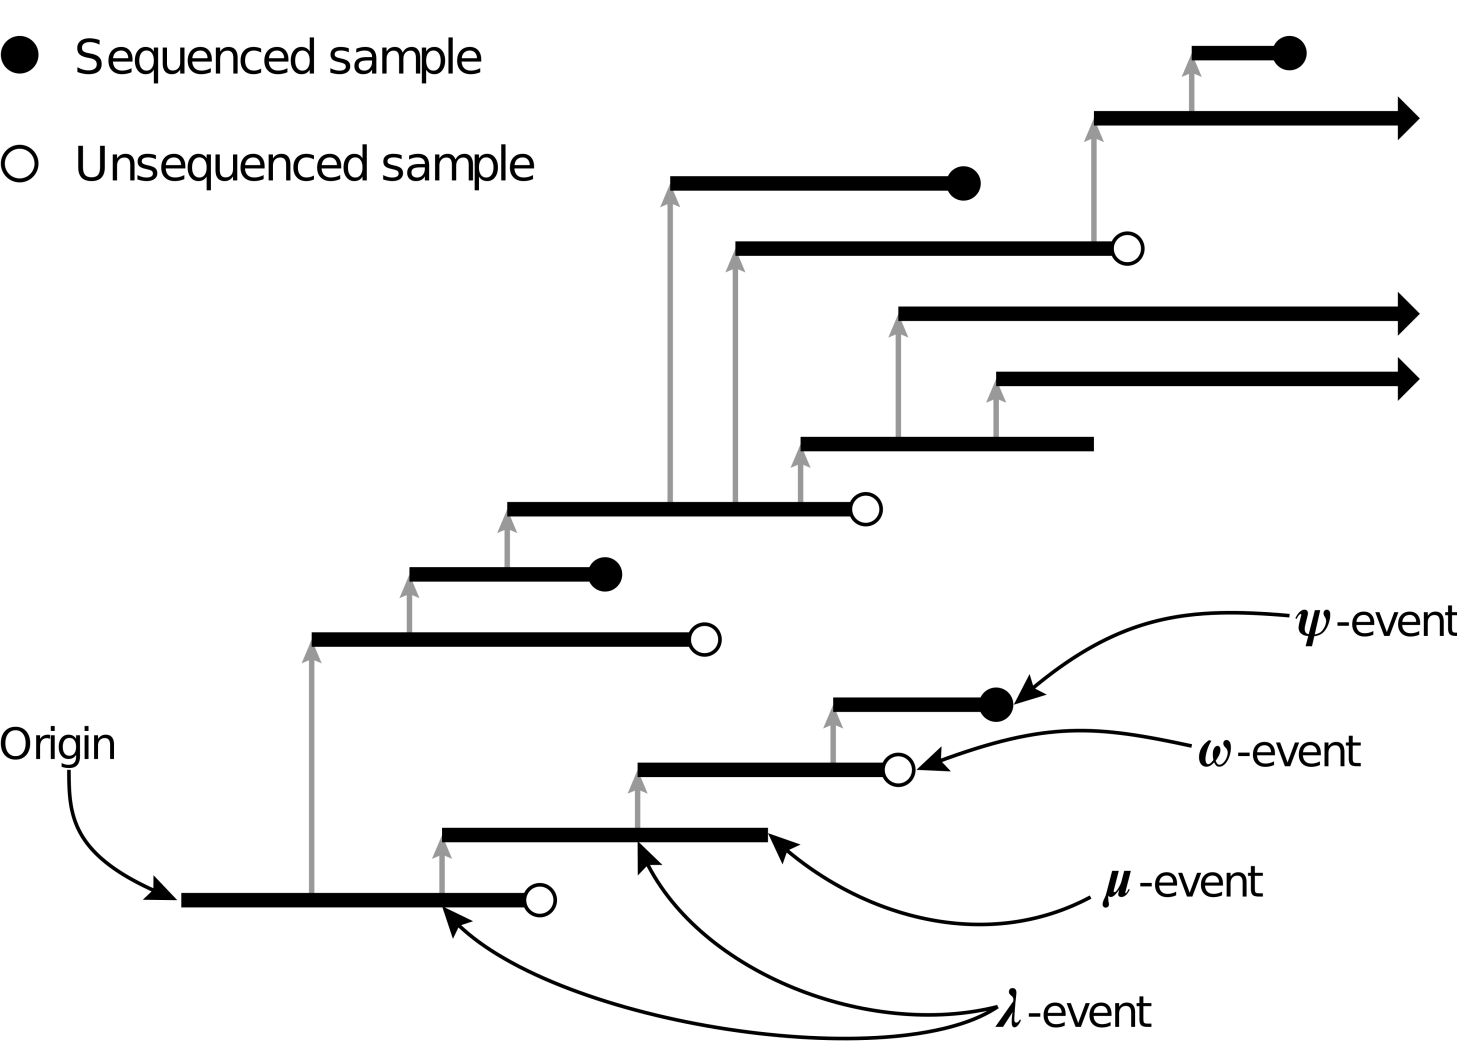 Sequenced sample
Unsequenced sample
ψ-event
Origin
ω-event
μ-event
λ-event